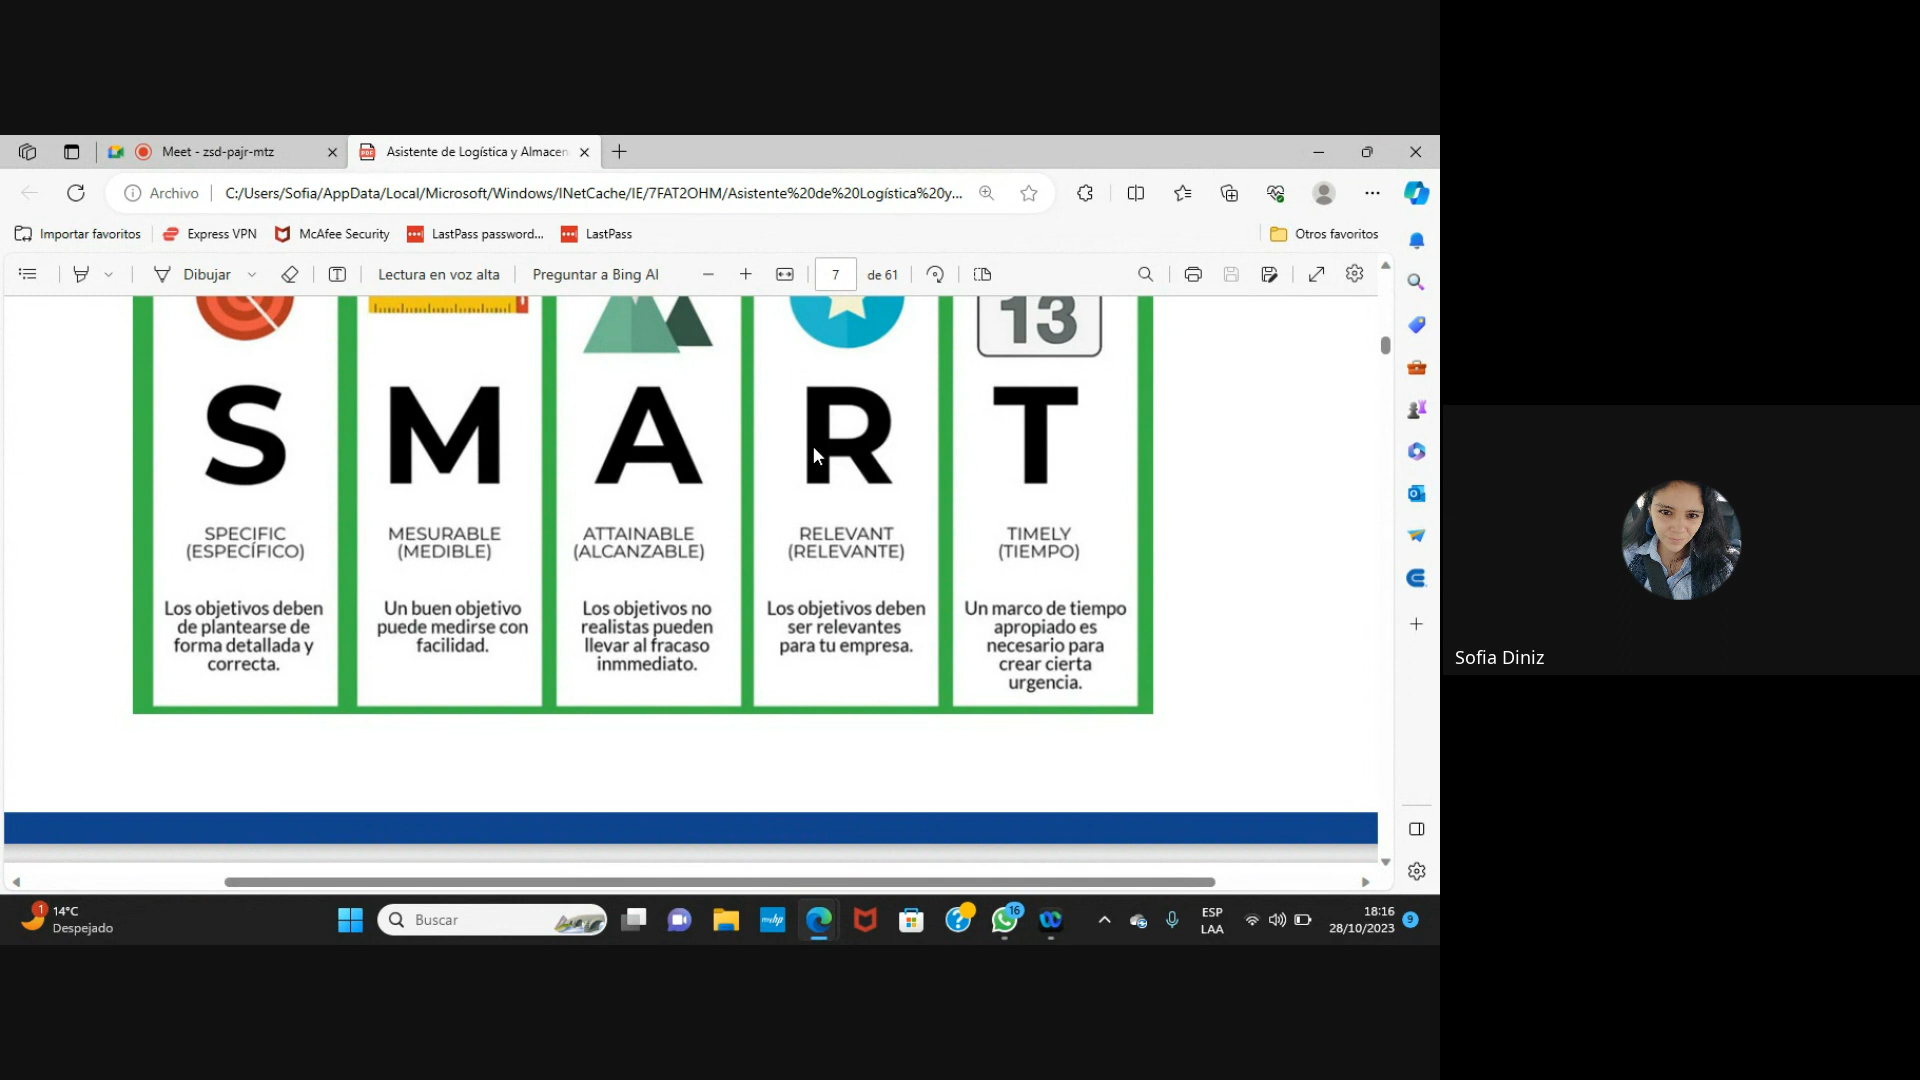 Meet - zsd-pajr-mtz
Asistente de Logística y Almacen
Archivo
C:/Users/Sofia/AppData/Local/Microsoft/Windows/INetCache/IE/7FAT2OHM/Asistente%20de%20Logística%20y...
Importar favoritos
Express VPN
McAfee Security
LastPass password...
LastPass
Otros favoritos
Dibujar
Lectura en voz alta
Preguntar a Bing AI
7
de 61
13
S M A R T
SPECIFIC
(ESPECÍFICO)
Los objetivos deben
de plantearse de
forma detallada y
correcta.
MESURABLE
(MEDIBLE)
Un buen objetivo
puede medirse con
facilidad.
ATTAINABLE
(ALCANZABLE)
Los objetivos no
realistas pueden
llevar al fracaso
inmmediato.
RELEVANT
(RELEVANTE)
Los objetivos deben
ser relevantes
para tu empresa.
TIMELY
(TIEMPO)
Un marco de tiempo
apropiado es
necesario para
crear cierta
urgencia.
Sofia Diniz
1
14°C
Despejado
Buscar
myhp
16
ESP
LAA
18:16
28/10/2023
9